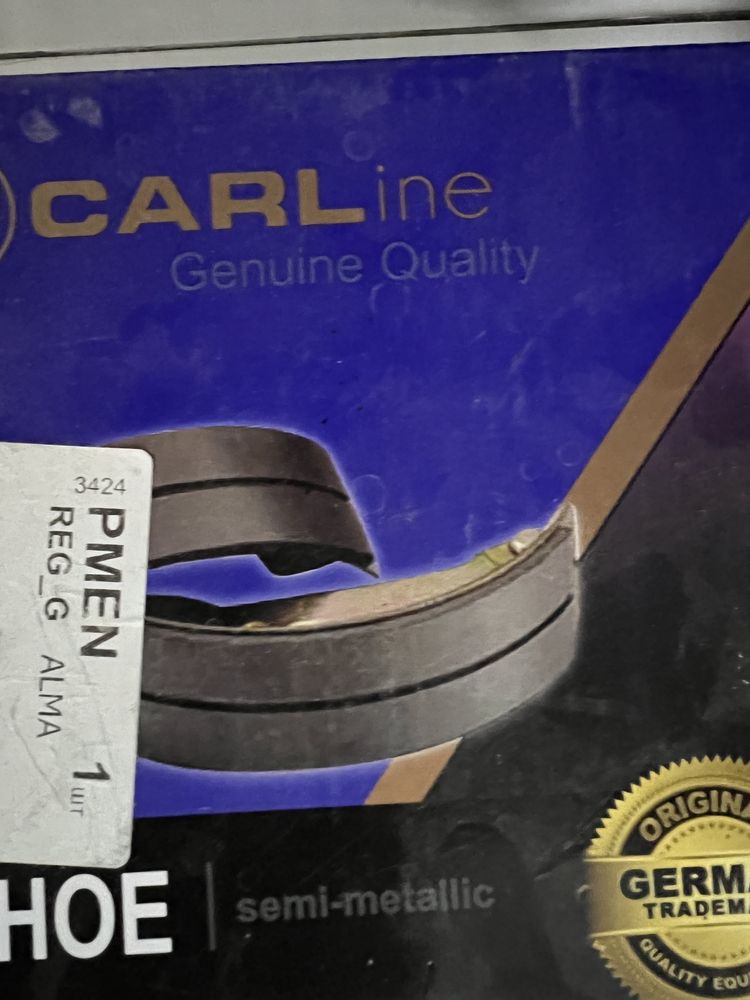 CARLine
Genuine Quality
3424
PMEN
REG_G ALMA
1 шт
HOE
semi-metallic
ORIGINA
GERMA
TRADEMA
QUALITY EQU